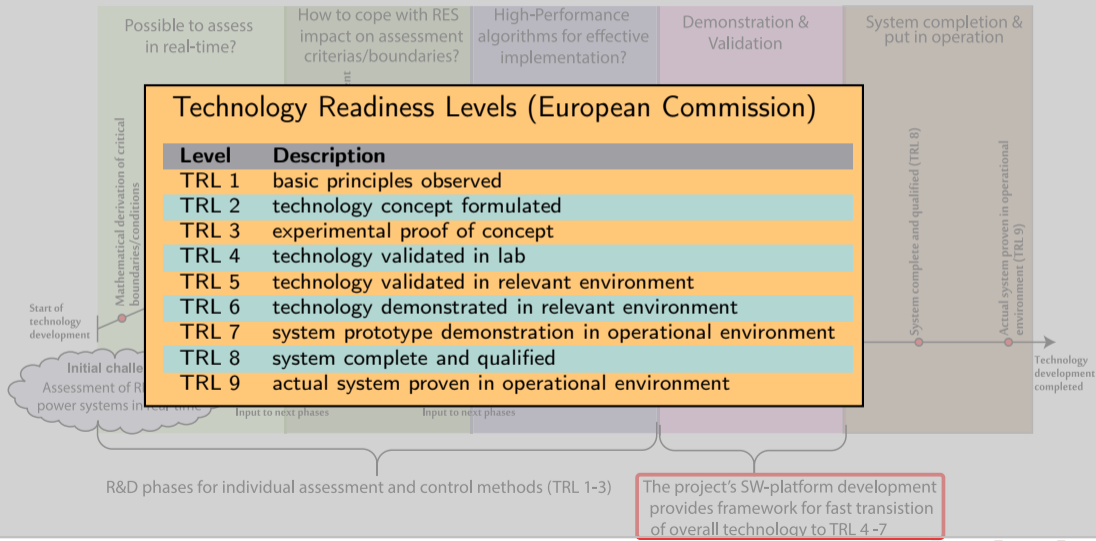 Possible to assess
in real-time?
How to cope with RES
impact on assessment
criterias/boundaries?
High-Performance
algorithms for effective
implementation?
Demonstration &
Validation
System completion &
put in operation
Technology Readiness Levels (European Commission)
Level Description
TRL 1 basic principles observed
TRL 2 technology concept formulated
TRL 3 experimental proof of concept
TRL 4 technology validated in lab
TRL 5 technology validated in relevant environment
TRL 6 technology demonstrated in relevant environment
TRL 7 system prototype demonstration in operational environment
TRL 8 system complete and qualified
TRL 9 actual system proven in operational environment
Mathematical derivation of critical
boundaries/conditions
nt
System complete and qualified (TRL 8)
Actual system proven in operational
environment (TRL 9)
Start of
technology
development
Technology
development
completed
Initial challe
Assessment of R
power systems in real-time
Input to next phases
Input to next phases
R&D phases for individual assessment and control methods (TRL 1-3)
The project's SW-platform development
provides framework for fast transistion
of overall technology to TRL 4 -7